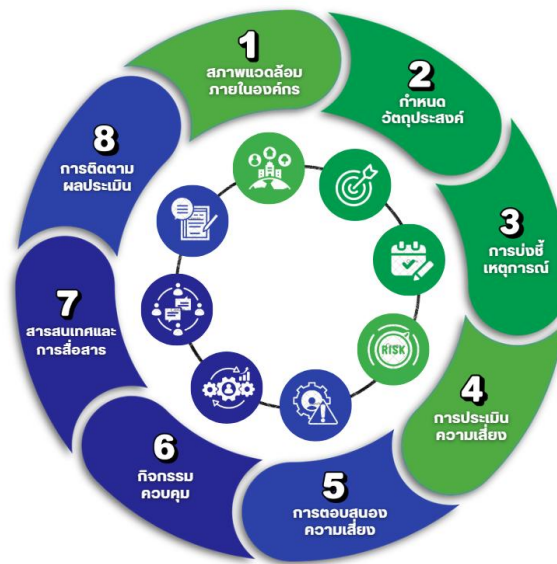 1
สภาพแวดล้อม
ภายในองค์กร
2
กำหนด
วัตถุประสงค์
3
การบ่งชี้
เหตุการณ์
4
การประเมิน
ความเสี่ยง
5
การตอบสนอง
ความเสี่ยง
6
กิจกรรม
ควบคุม
7
สารสนเทศและ
การสื่อสาร
8
การติดตาม
ผลประเมิน
RISK